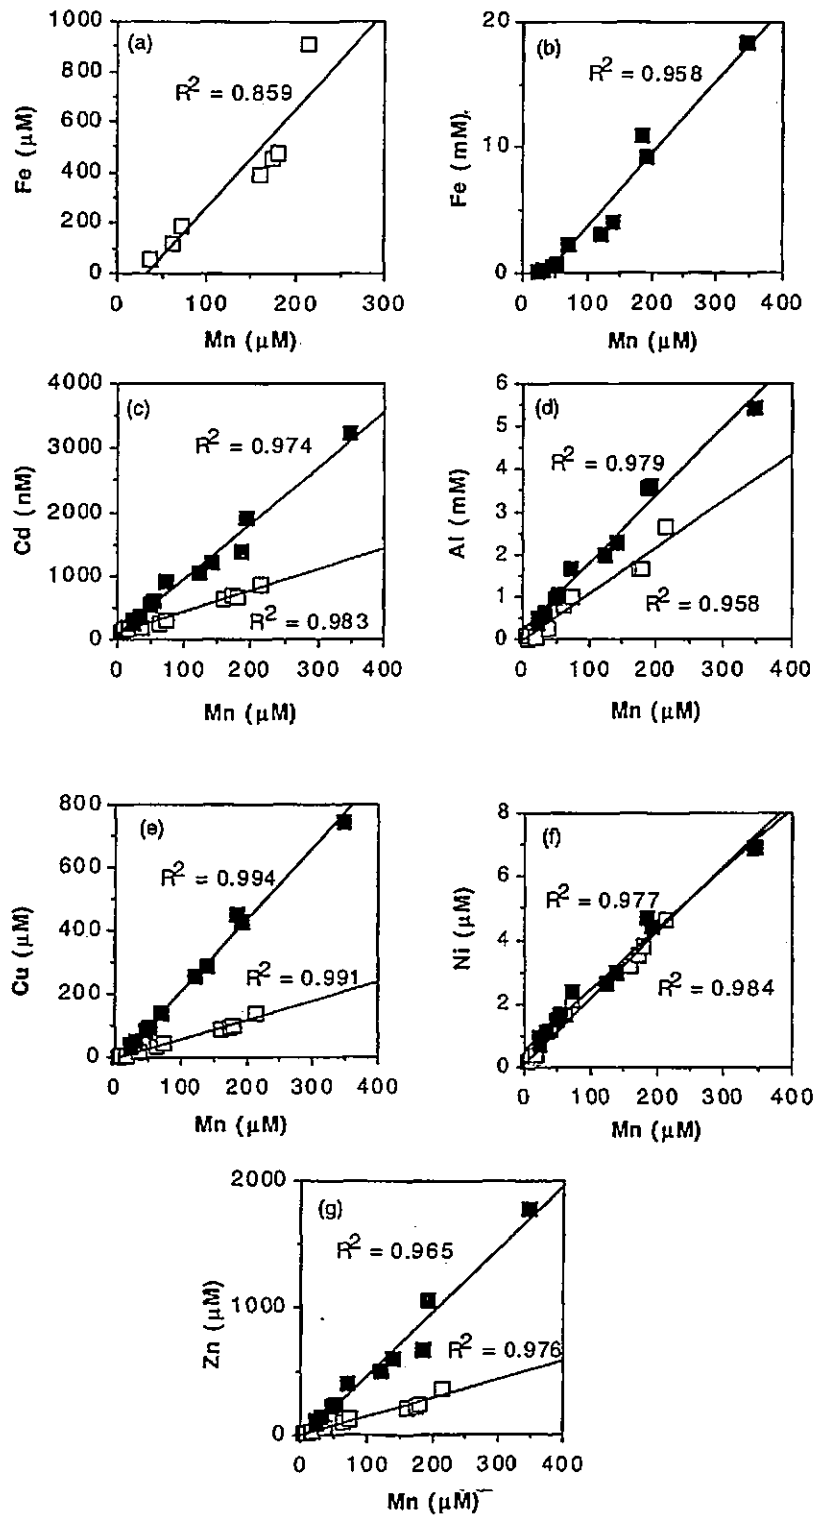 (a)
R² = 0.859
Fe (µM)
1000
800
600
400
200
0
0 100 200 300
Mn (µM)
(b)
R² = 0.958
Fe (mM)
20
10
0
0 100 200 300 400
Mn (µM)
(c)
R² = 0.974
R² = 0.983
Cd (nM)
4000
3000
2000
1000
0
0 100 200 300 400
Mn (µM)
(d)
R² = 0.979
R² = 0.958
Al (mM)
6
5
4
3
2
1
0
0 100 200 300 400
Mn (µM)
(e)
R² = 0.994
R² = 0.991
Cu (µM)
800
600
400
200
0
0 100 200 300 400
Mn (µM)
(f)
R² = 0.977
R² = 0.984
Ni (µM)
8
6
4
2
0
0 100 200 300 400
Mn (µM)
(g)
R² = 0.965
R² = 0.976
Zn (µM)
2000
1000
0
0 100 200 300 400
Mn (µM)